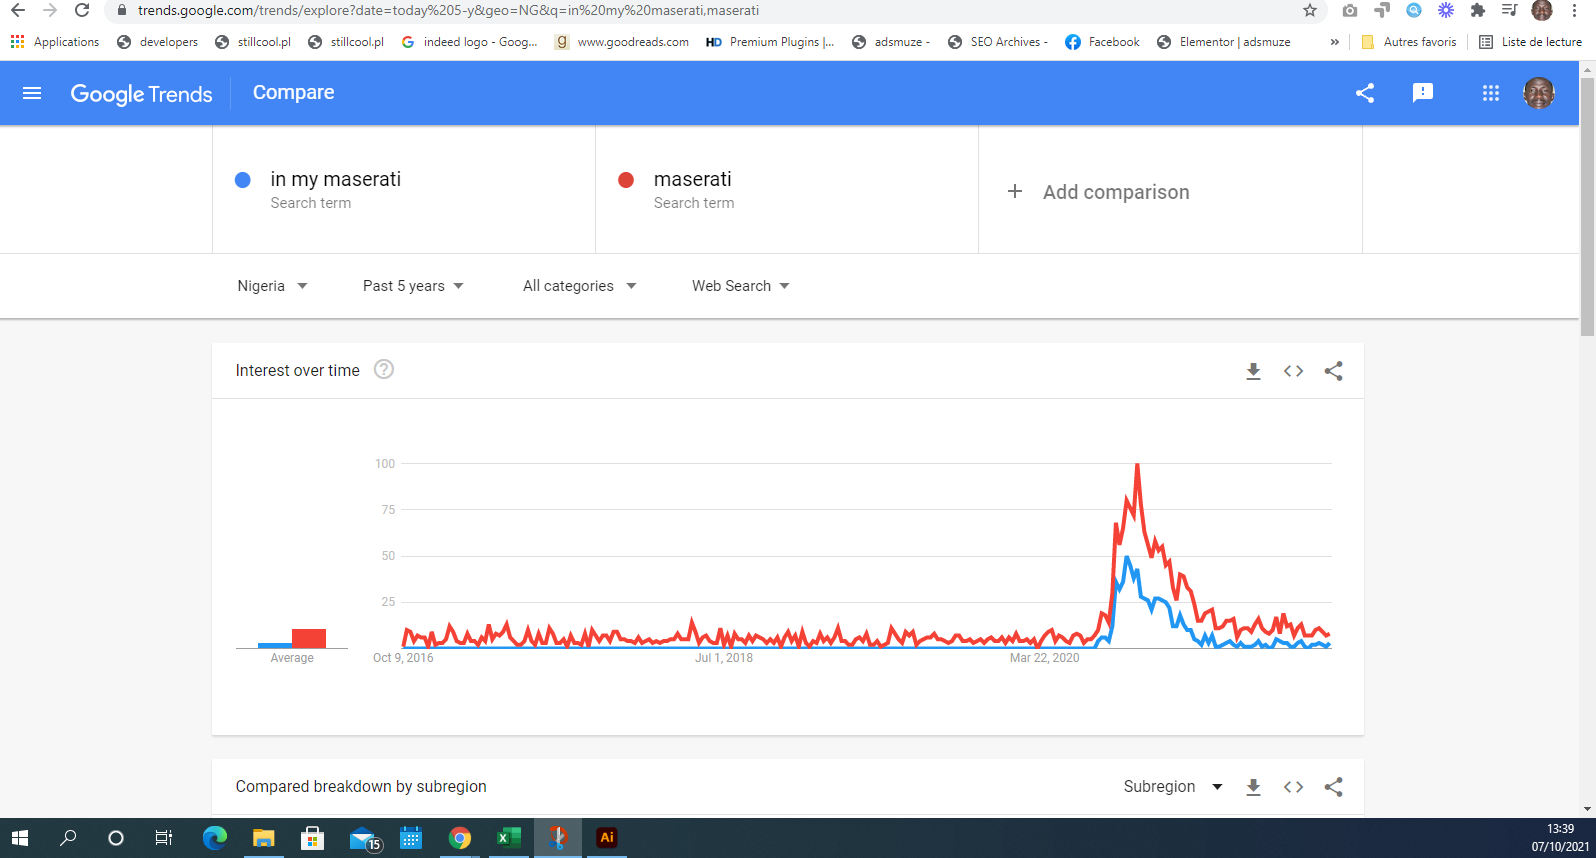 trends.google.com/trends/explore?date=today%205-y&geo=NG&q=in%20my%20maserati,maserati
Applications developers stillcool.pl stillcool.pl indeed logo - Goog... www.goodreads.com HD Premium Plugins |... adsmuze - SEO Archives - Facebook Elementor | adsmuze » Autres favoris Liste de lecture
Google Trends Compare
in my maserati
Search term
maserati
Search term
+ Add comparison
Nigeria Past 5 years All categories Web Search
Interest over time ?
100
75
50
25
Average
Oct 9, 2016 Jul 1, 2018 Mar 22, 2020
Compared breakdown by subregion Subregion
15 Ai
13:39
07/10/2021